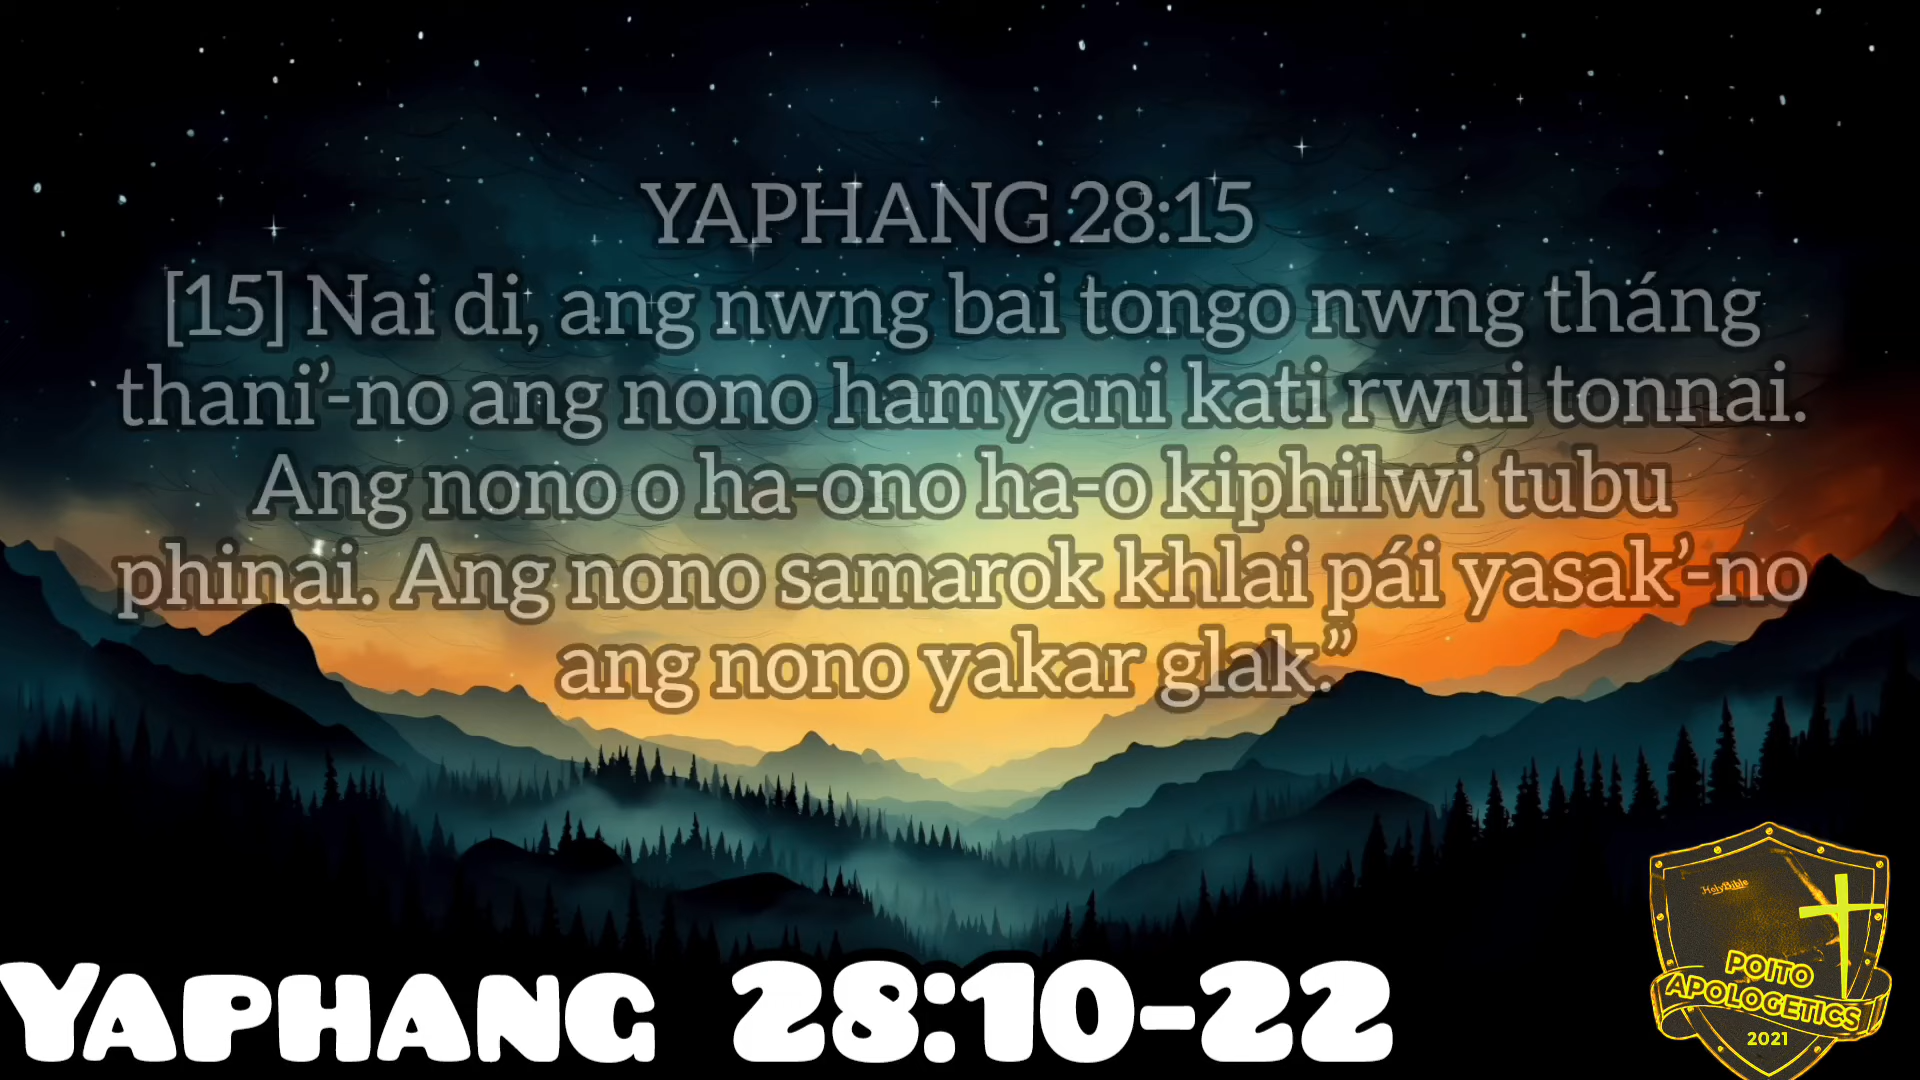 YAPHANG 28:15
[15] Nai di, ang nwng bai tongo nwng tháng
thani’-no ang nono hamyani kati rwui tonnai.
Ang nono o ha-ono ha-o kiphilwi tubu
phinai. Ang nono samarok khlai pái yasak’-no
ang nono yakar glak.”
YAPHANG 28:10-22
HolyBible
POITO
APOLOGETICS
2021